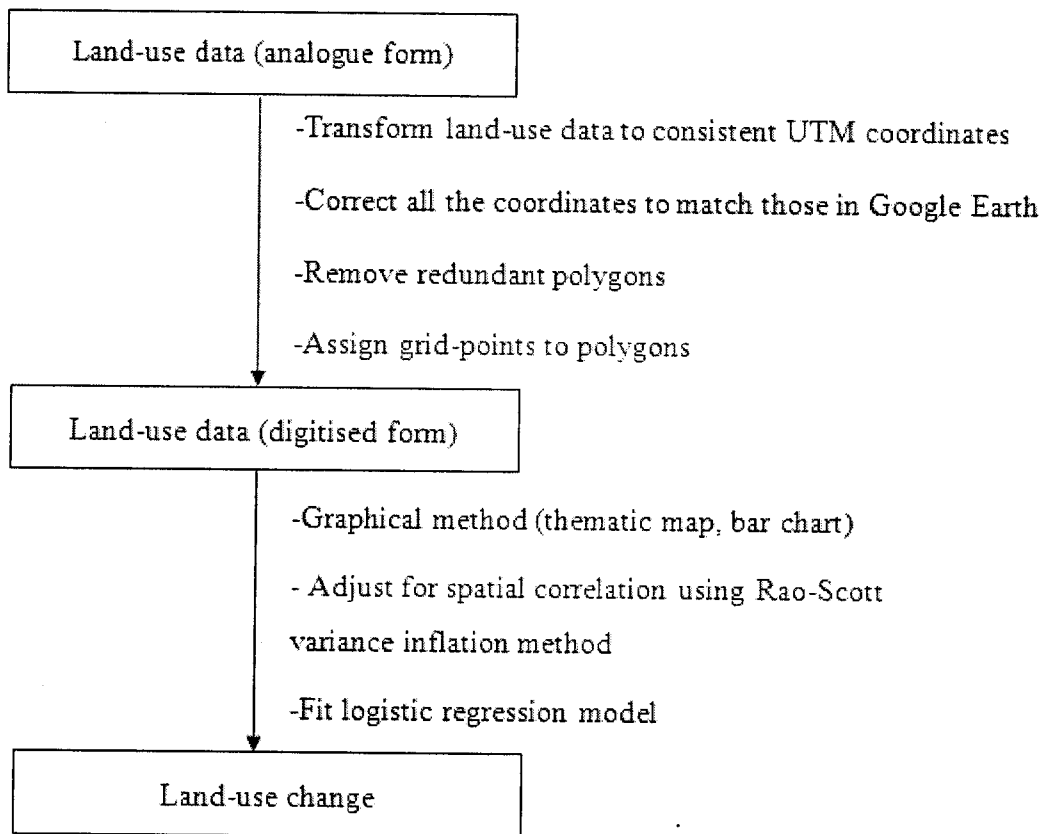 Land-use data (analogue form)
-Transform land-use data to consistent UTM coordinates
-Correct all the coordinates to match those in Google Earth
-Remove redundant polygons
-Assign grid-points to polygons
Land-use data (digitised form)
-Graphical method (thematic map, bar chart)
- Adjust for spatial correlation using Rao-Scott
variance inflation method
-Fit logistic regression model
Land-use change